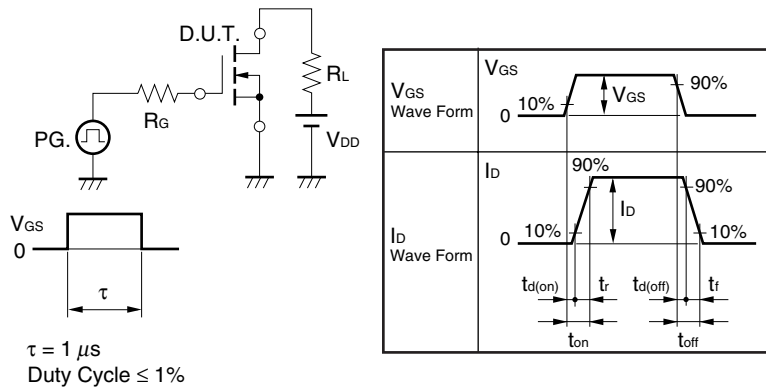 D.U.T.
RL
RG
PG.
VDD
VGS
0
τ
τ = 1 μs
Duty Cycle ≤ 1%
VGS
Wave Form
VGS
10%
0
VGS
90%
ID
Wave Form
ID
90%
90%
0
10%
ID
10%
td(on)
tr
td(off)
tf
ton
toff